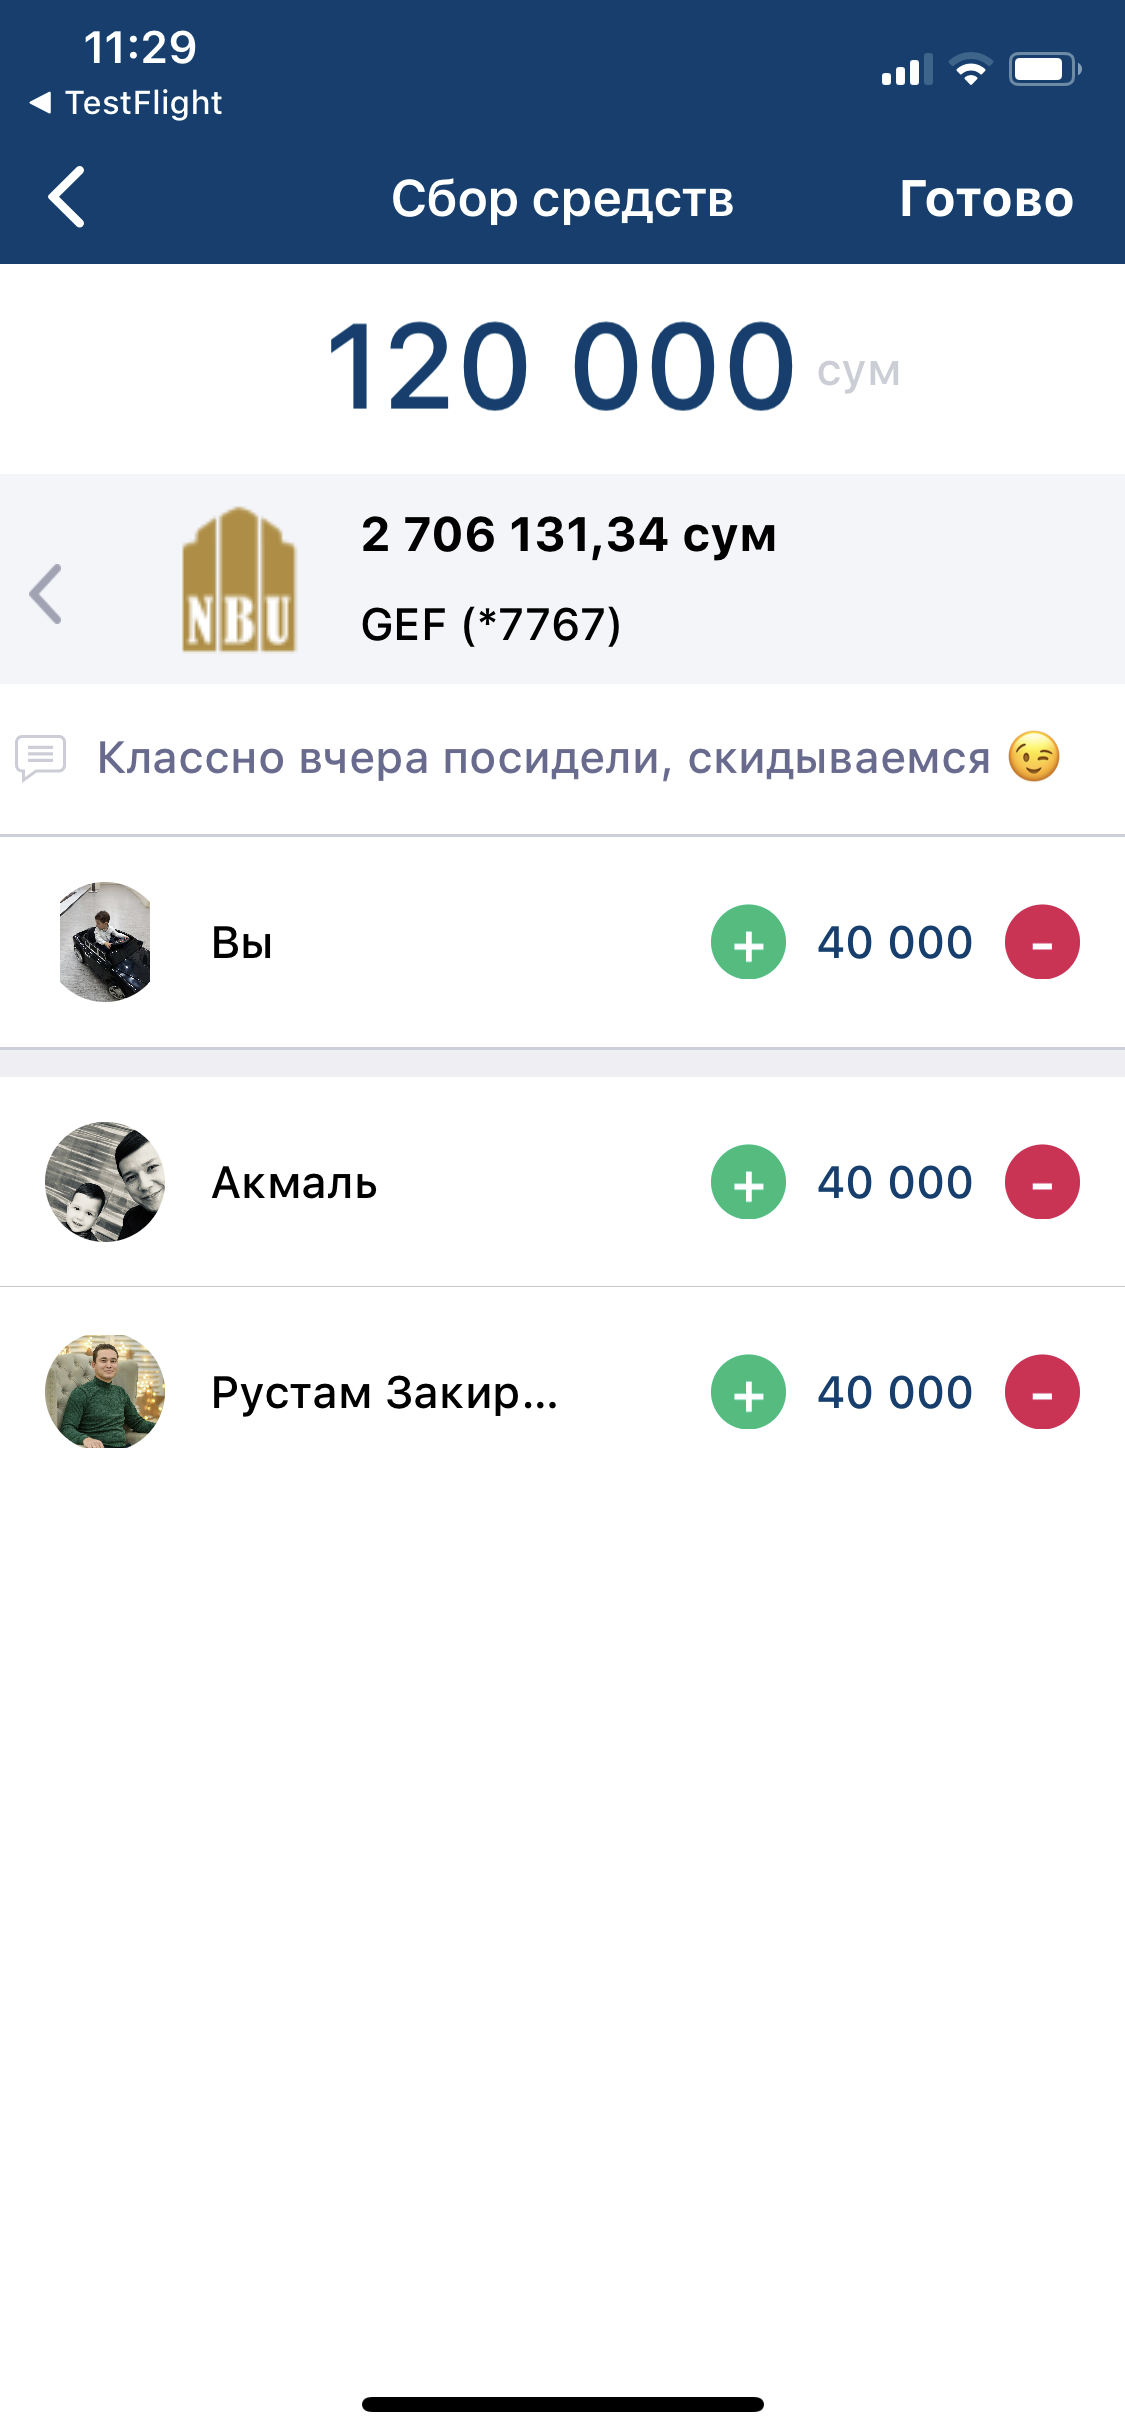 11:29
◀ TestFlight
Сбор средств
Готово
120 000 сум
NBU
2 706 131,34 сум
GEF (*7767)
Классно вчера посидели, скидываемся 😉
Вы + 40 000 -
Акмаль + 40 000 -
Рустам Закир... + 40 000 -